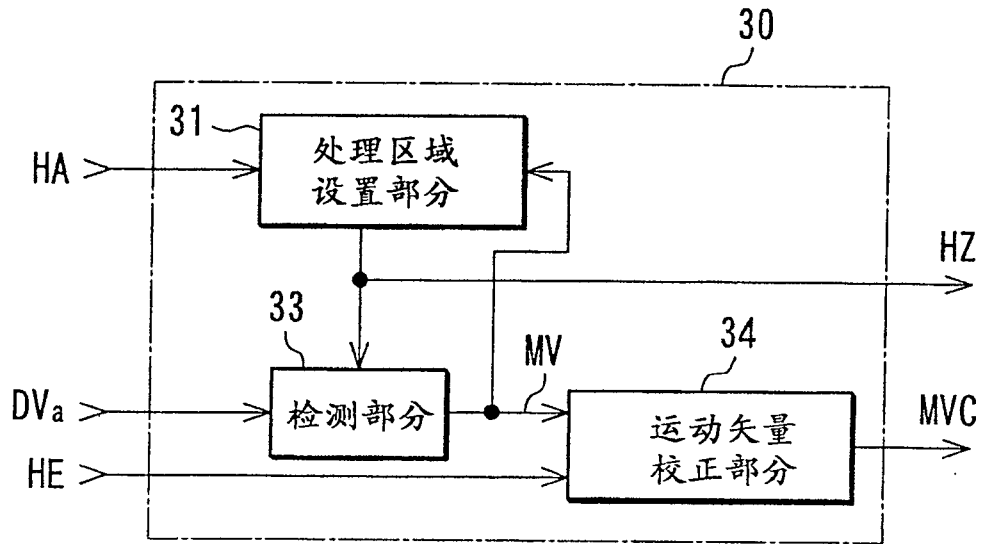 30
31
处理区域
设置部分
HA
HZ
33
34
MV
DVa
检测部分
运动矢量
校正部分
MVC
HE